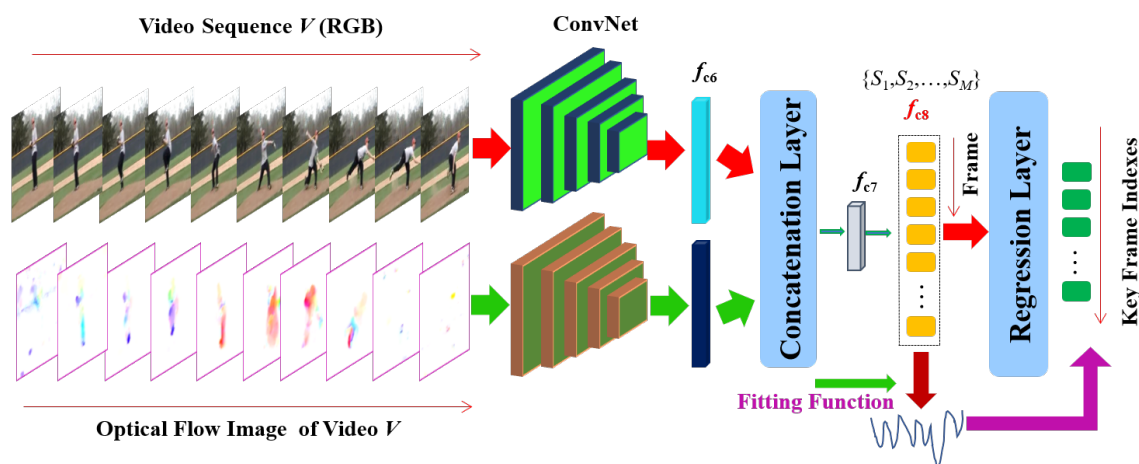 Video Sequence V (RGB)
ConvNet
fc6
{S1,S2,…,SM}
fc8
Frame
fc7
Concatenation Layer
Regression Layer
Key Frame Indexes
Fitting Function
Optical Flow Image of Video V